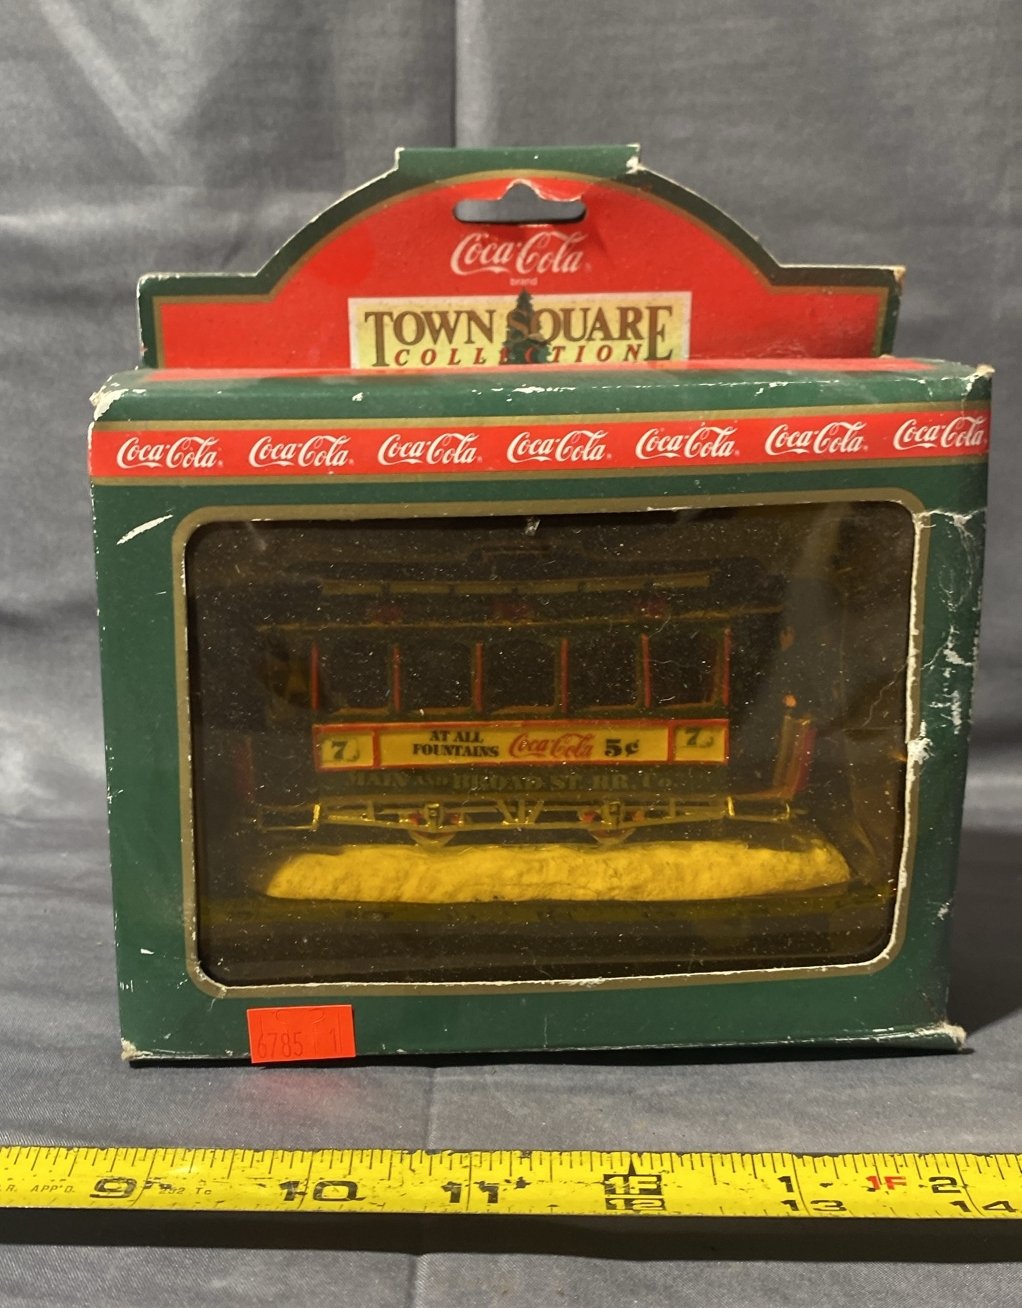 Coca-Cola
brand
TOWN SQUARE
COLLECTION
Coca-Cola Coca-Cola Coca-Cola Coca-Cola Coca-Cola Coca-Cola Coca-Cola
7 AT ALL FOUNTAINS Coca-Cola 5¢ 7
MAIN AND BROAD ST. RR. Co.
6785 1
1F 2
R. APP'D. 9 10 11 12 13 14